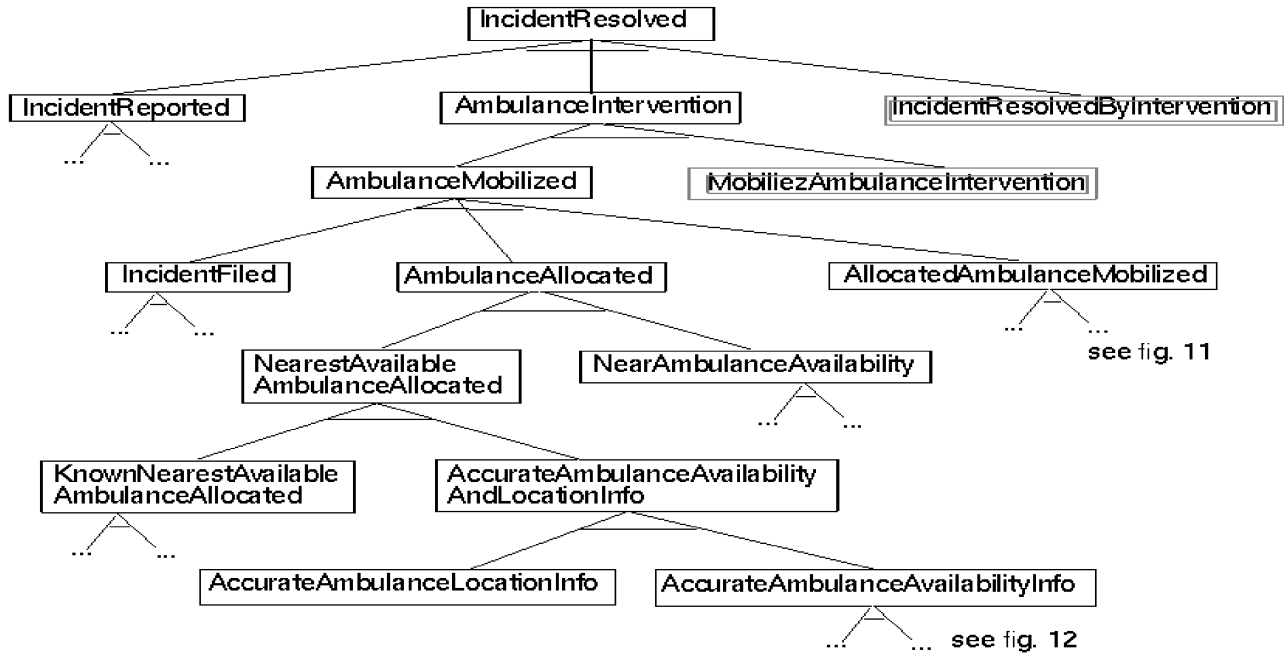 IncidentResolved
IncidentReported
AmbulanceIntervention
IncidentResolvedByIntervention
... ...
AmbulanceMobilized
MobiliezAmbulanceIntervention
IncidentFiled
AmbulanceAllocated
AllocatedAmbulanceMobilized
... ...
... ...
see fig. 11
NearestAvailable
AmbulanceAllocated
NearAmbulanceAvailability
... ...
KnownNearestAvailable
AmbulanceAllocated
AccurateAmbulanceAvailability
AndLocationInfo
... ...
AccurateAmbulanceLocationInfo
AccurateAmbulanceAvailabilityInfo
... ...
see fig. 12